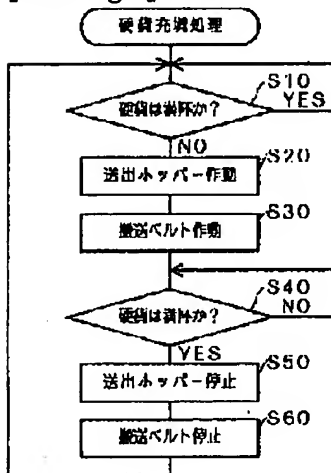 硬貨充填処理
S10
硬貨は満杯か?
YES
NO
S20
送出ホッパー作動
S30
搬送ベルト作動
S40
硬貨は満杯か?
NO
YES
S50
送出ホッパー停止
S60
搬送ベルト停止